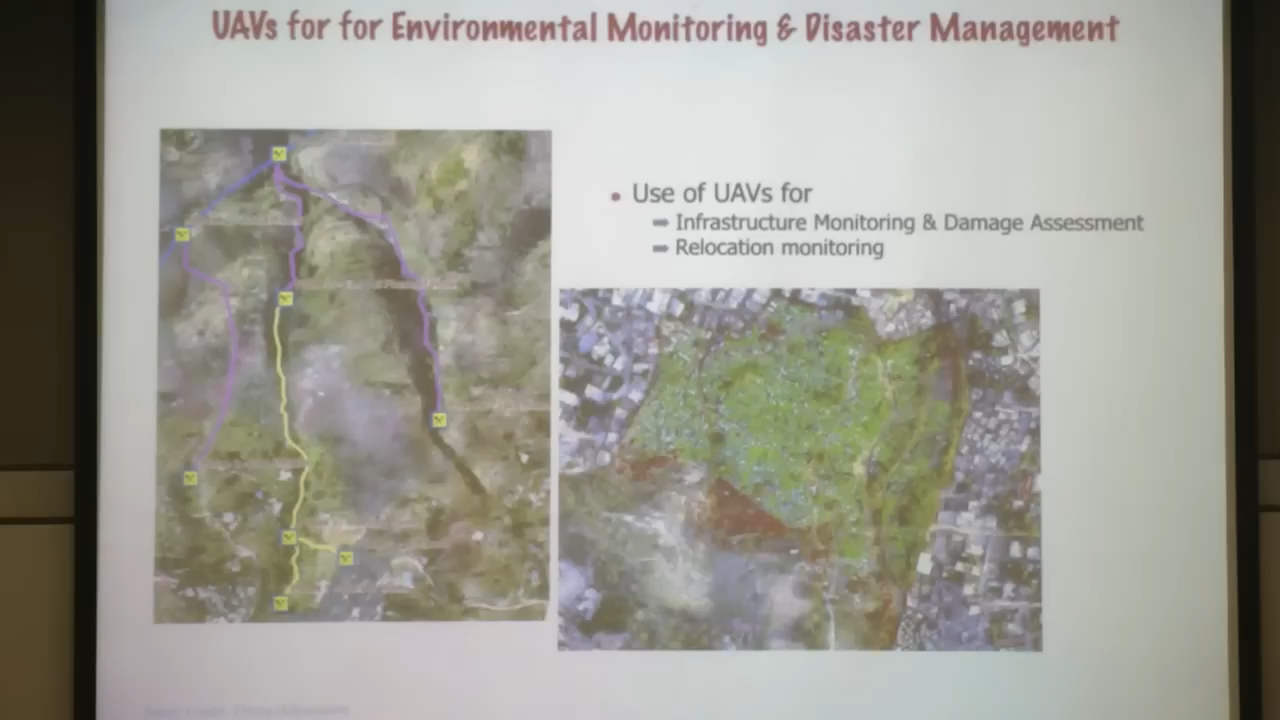 UAVs for for Environmental Monitoring & Disaster Management
Use of UAVs for
Infrastructure Monitoring & Damage Assessment
Relocation monitoring